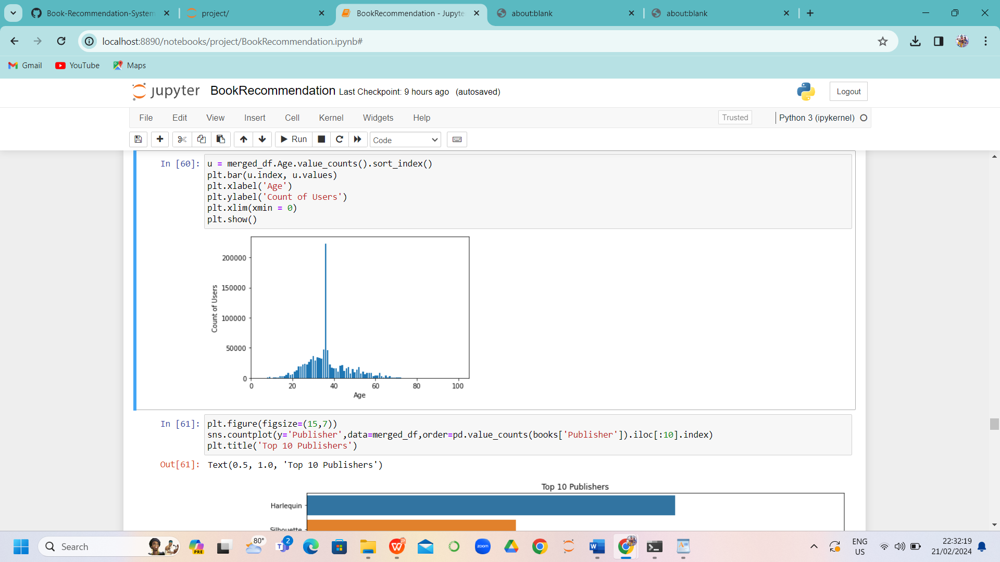 Book-Recommendation-System
project/
BookRecommendation - Jupyte
about:blank
about:blank
localhost:8890/notebooks/project/BookRecommendation.ipynb#
Gmail
YouTube
Maps
jupyter BookRecommendation Last Checkpoint: 9 hours ago (autosaved)
Logout
File Edit View Insert Cell Kernel Widgets Help
Trusted
Python 3 (ipykernel)
Run
Code
In [60]:
u = merged_df.Age.value_counts().sort_index()
plt.bar(u.index, u.values)
plt.xlabel('Age')
plt.ylabel('Count of Users')
plt.xlim(xmin = 0)
plt.show()
200000
150000
100000
50000
0
Count of Users
0 20 40 60 80 100
Age
In [61]:
plt.figure(figsize=(15,7))
sns.countplot(y='Publisher',data=merged_df,order=pd.value_counts(books['Publisher']).iloc[:10].index)
plt.title('Top 10 Publishers')
Out[61]:
Text(0.5, 1.0, 'Top 10 Publishers')
Top 10 Publishers
Harlequin
Silhouette
Search
PRE
80°
2
T
W
zoom
W
ENG
US
22:32:19
21/02/2024